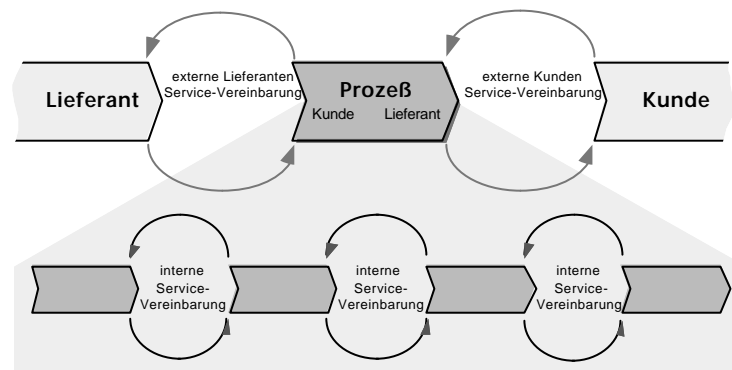 externe Lieferanten
Service-Vereinbarung
Prozeß
externe Kunden
Service-Vereinbarung
Lieferant
Kunde
Lieferant
Kunde
interne
Service-
Vereinbarung
interne
Service-
Vereinbarung
interne
Service-
Vereinbarung